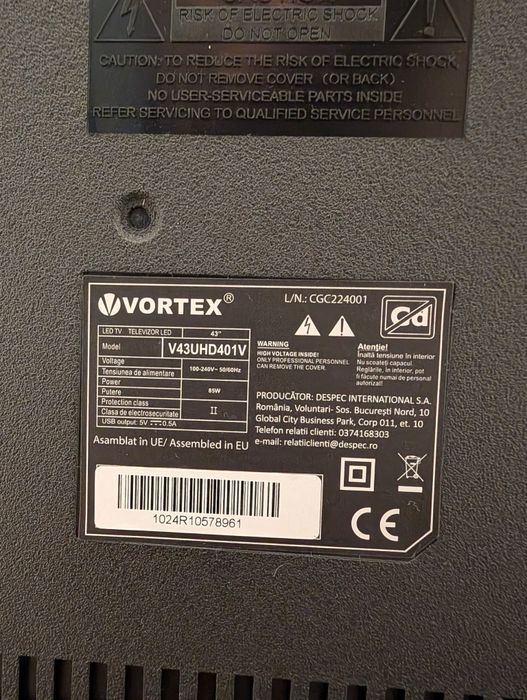 RISK OF ELECTRIC SHOCK
DO NOT OPEN
CAUTION: TO REDUCE THE RISK OF ELECTRIC SHOCK,
DO NOT REMOVE COVER (OR BACK)
NO USER-SERVICEABLE PARTS INSIDE
REFER SERVICING TO QUALIFIED SERVICE PERSONNEL
VORTEX®
L/N.: CGC224001
Cd
LED TV TELEVIZOR LED 43"
Model V43UHD401V
Voltage
Tensiunea de alimentare 100-240V~ 50/60Hz
Power
Putere 85W
Protection class
Clasa de electrosecuritate II
USB output: 5V ⎓ 0.5A
WARNING
HIGH VOLTAGE INSIDE!
ONLY PROFESSIONAL PERSONNEL
CAN REMOVE THE COVER.
Atenție!
Înaltă tensiune în interior
Nu scoateți capacul.
Reglările, în interior, pot
fi făcute numai de personal
autorizat!
PRODUCĂTOR: DESPEC INTERNATIONAL S.A.
România, Voluntari- Sos. București Nord, 10
Global City Business Park, Corp O11, et. 10
Telefon relatii clienti: 0374168303
e-mail: relatiiclienti@despec.ro
Asamblat în UE/ Assembled in EU
1024R10578961
CE